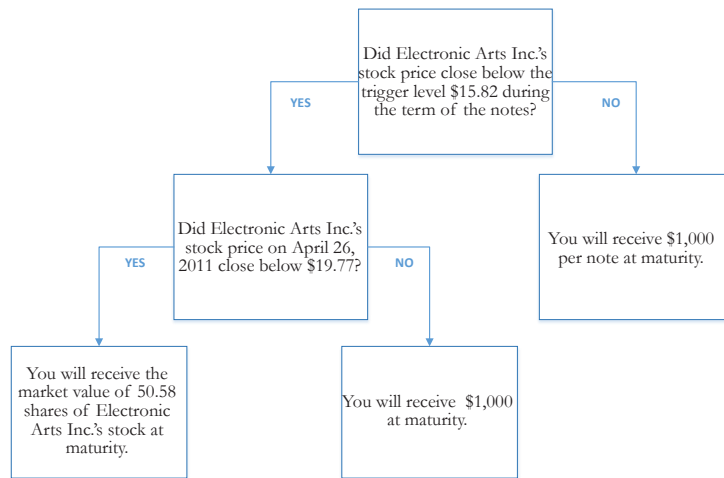 Did Electronic Arts Inc.'s
stock price close below the
trigger level $15.82 during
the term of the notes?
YES
NO
Did Electronic Arts Inc.'s
stock price on April 26,
2011 close below $19.77?
You will receive $1,000
per note at maturity.
YES
NO
You will receive the
market value of 50.58
shares of Electronic
Arts Inc.'s stock at
maturity.
You will receive $1,000
at maturity.